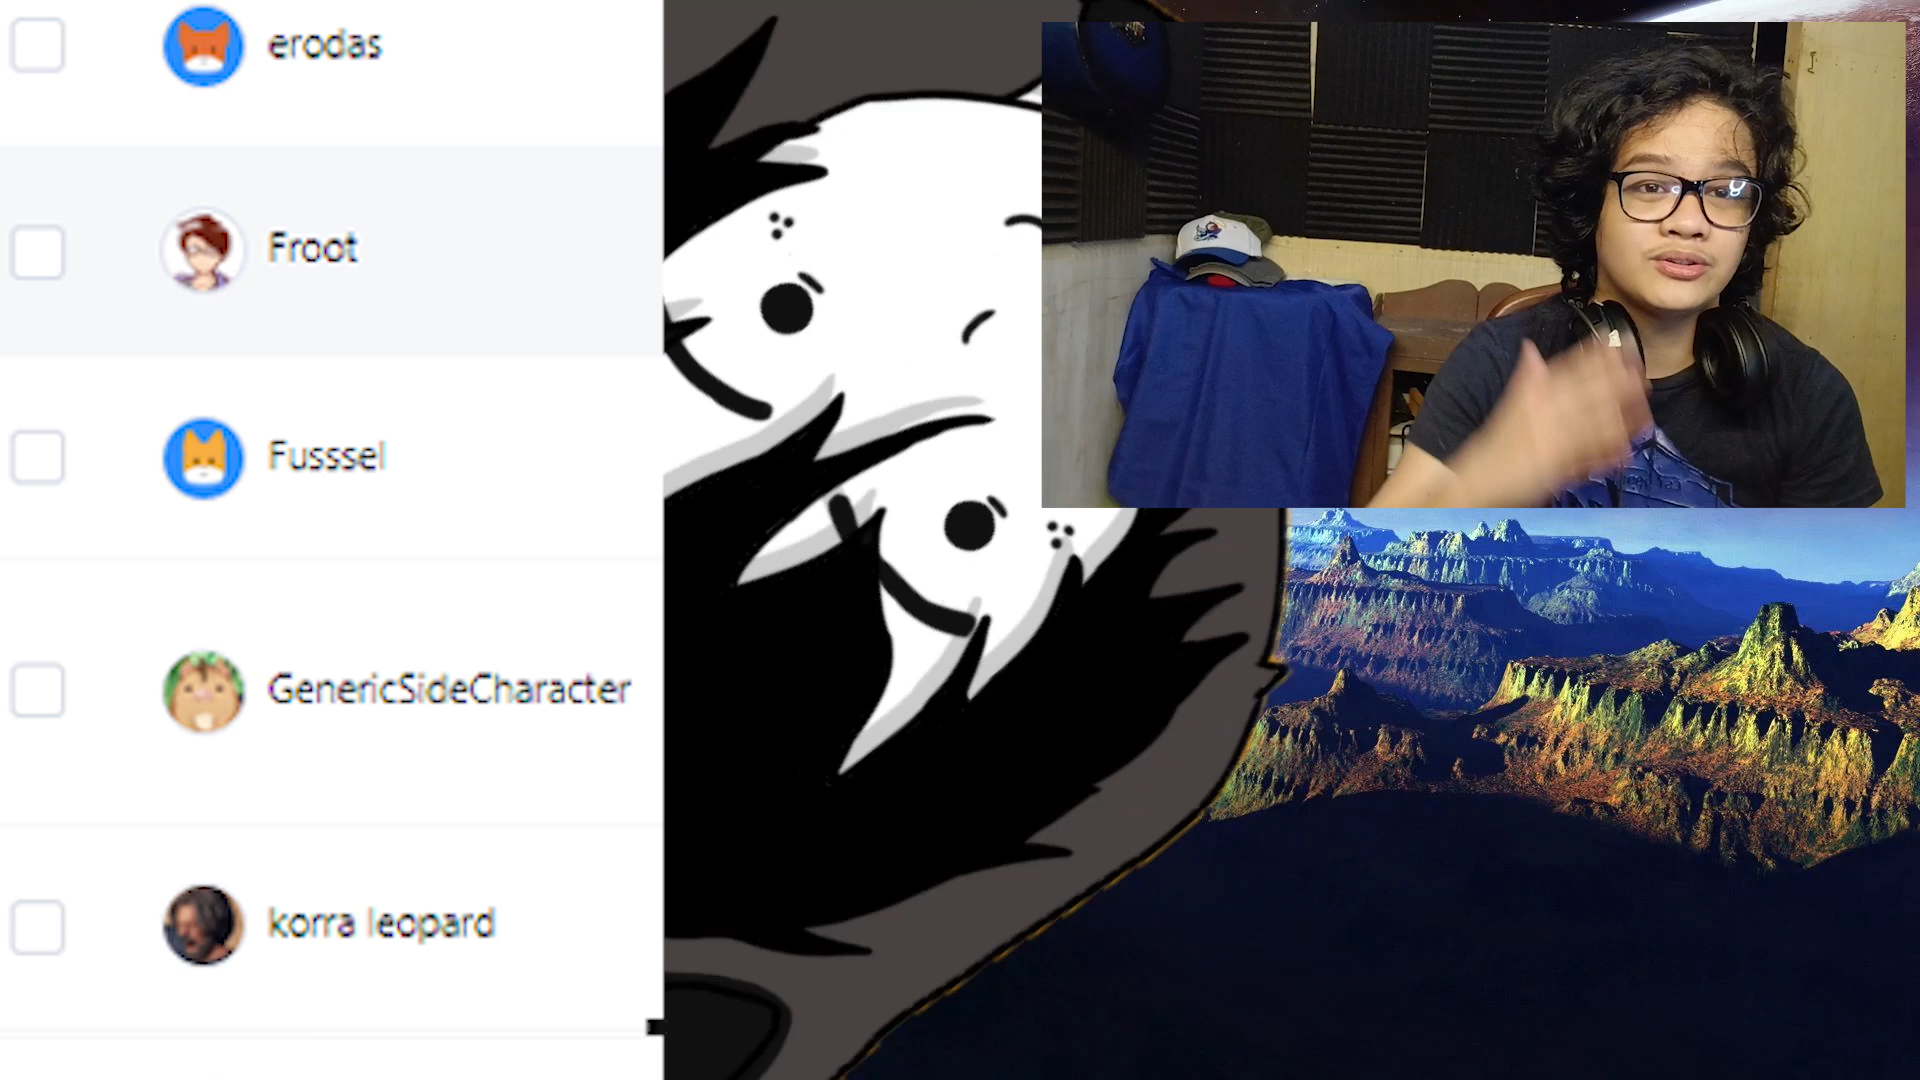 erodas
Froot
Fusssel
GenericSideCharacter
korra leopard